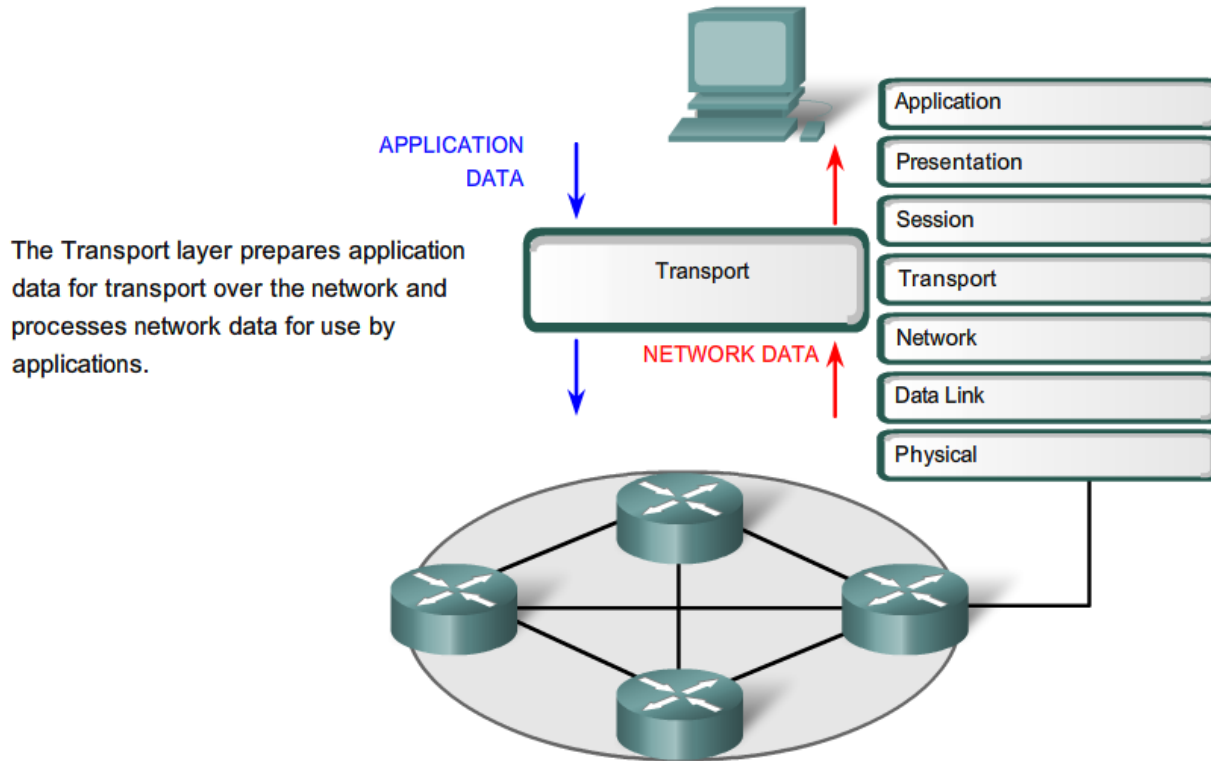 The Transport layer prepares application
data for transport over the network and
processes network data for use by
applications.
APPLICATION
DATA
Transport
NETWORK DATA
Application
Presentation
Session
Transport
Network
Data Link
Physical